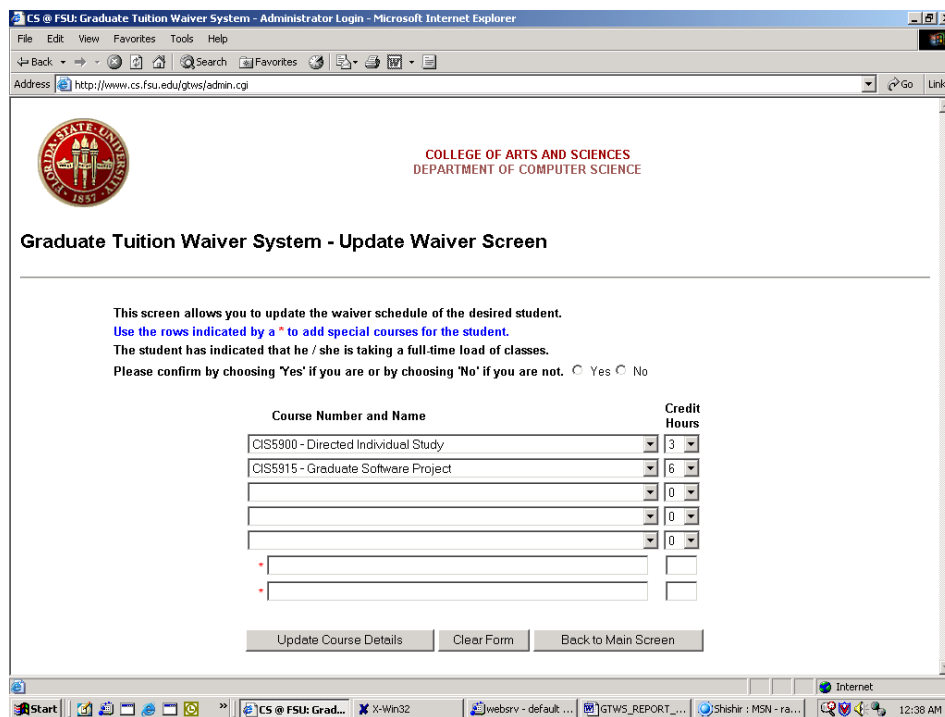 CS @ FSU: Graduate Tuition Waiver System - Administrator Login - Microsoft Internet Explorer
File Edit View Favorites Tools Help
Back Search Favorites
Address http://www.cs.fsu.edu/gtws/admin.cgi Go Link
FLORIDA·STATE·UNIVERSITY
1857
COLLEGE OF ARTS AND SCIENCES
DEPARTMENT OF COMPUTER SCIENCE
Graduate Tuition Waiver System - Update Waiver Screen
This screen allows you to update the waiver schedule of the desired student.
Use the rows indicated by a * to add special courses for the student.
The student has indicated that he / she is taking a full-time load of classes.
Please confirm by choosing 'Yes' if you are or by choosing 'No' if you are not. Yes No
Course Number and Name Credit Hours
CIS5900 - Directed Individual Study 3
CIS5915 - Graduate Software Project 6
0
0
0
*
*
Update Course Details Clear Form Back to Main Screen
Internet
Start » CS @ FSU: Grad... X-Win32 websrv - default ... GTWS_REPORT_... Shishir : MSN - ra... 12:38 AM